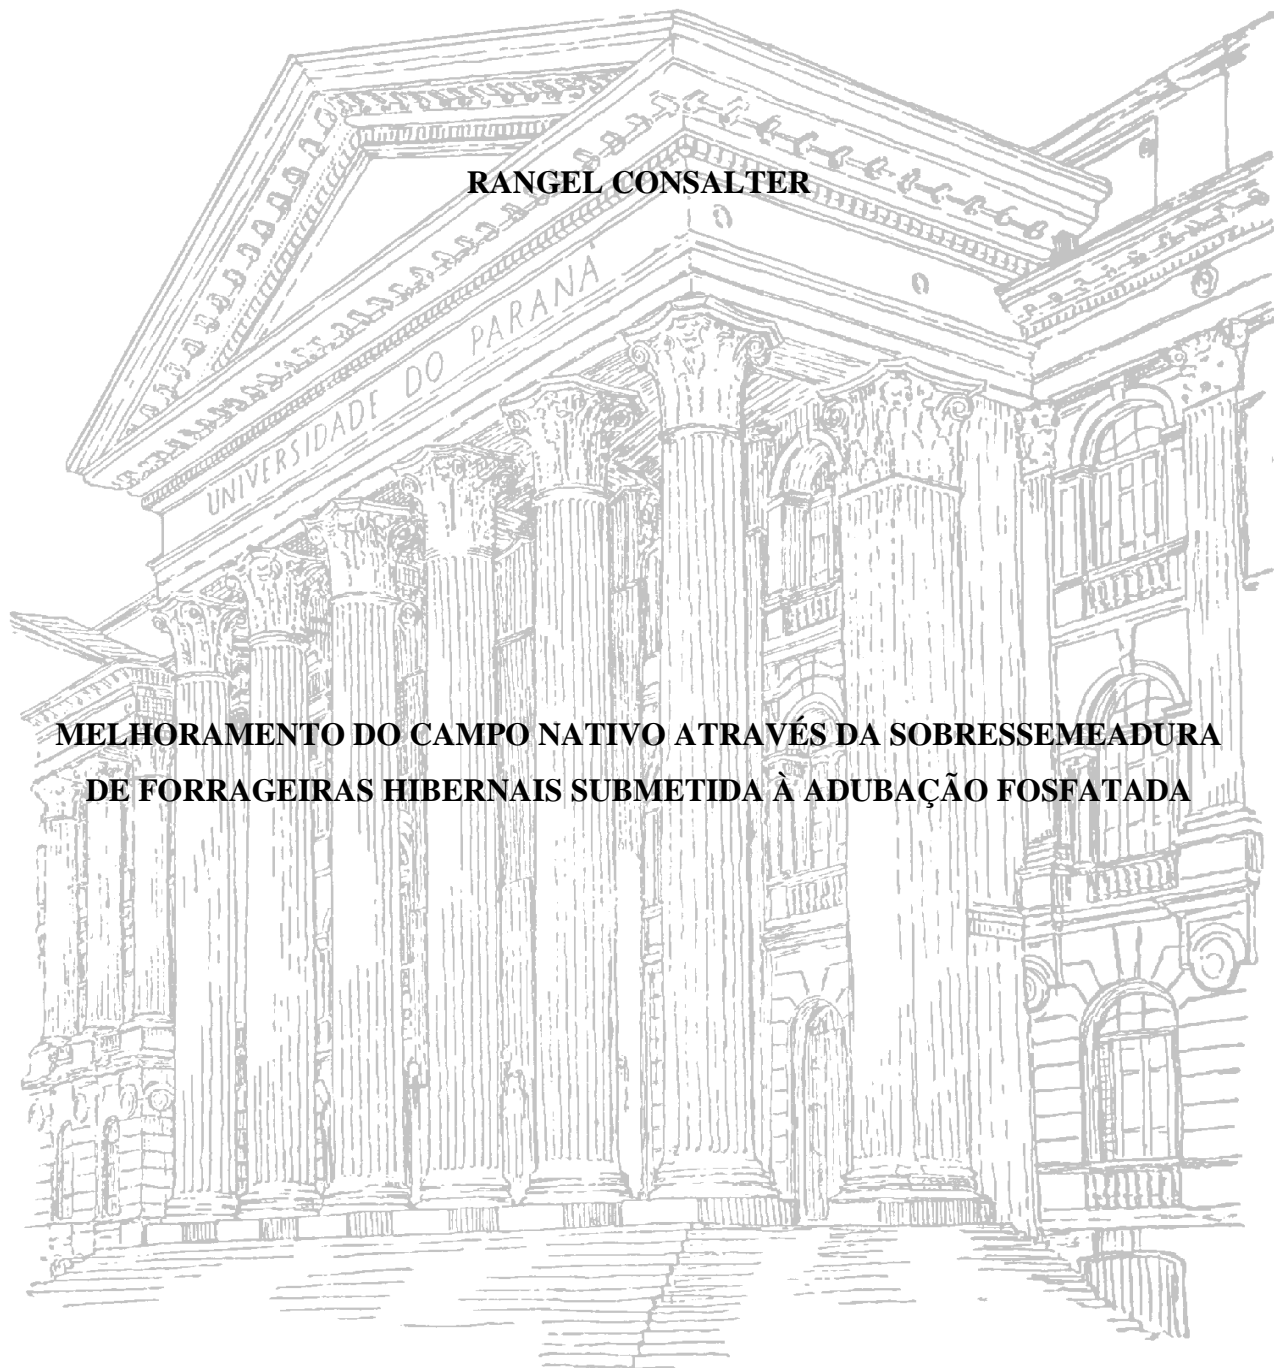 RANGEL CONSALTER
UNIVERSIDADE DO PARANÁ
MELHORAMENTO DO CAMPO NATIVO ATRAVÉS DA SOBRESSEMEADURA
DE FORRAGEIRAS HIBERNAIS SUBMETIDA À ADUBAÇÃO FOSFATADA